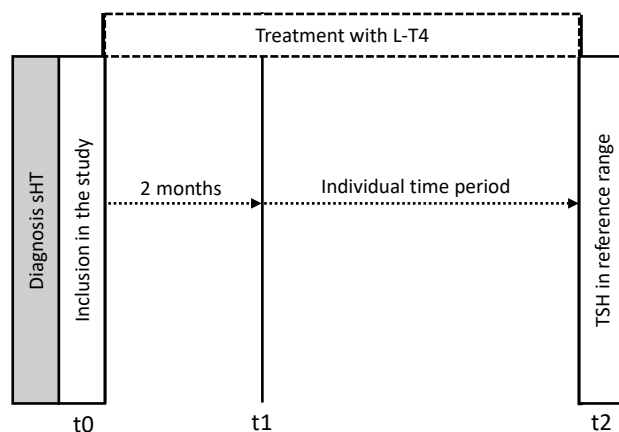 Treatment with L-T4
Diagnosis sHT
Inclusion in the study
2 months
Individual time period
TSH in reference range
t0
t1
t2